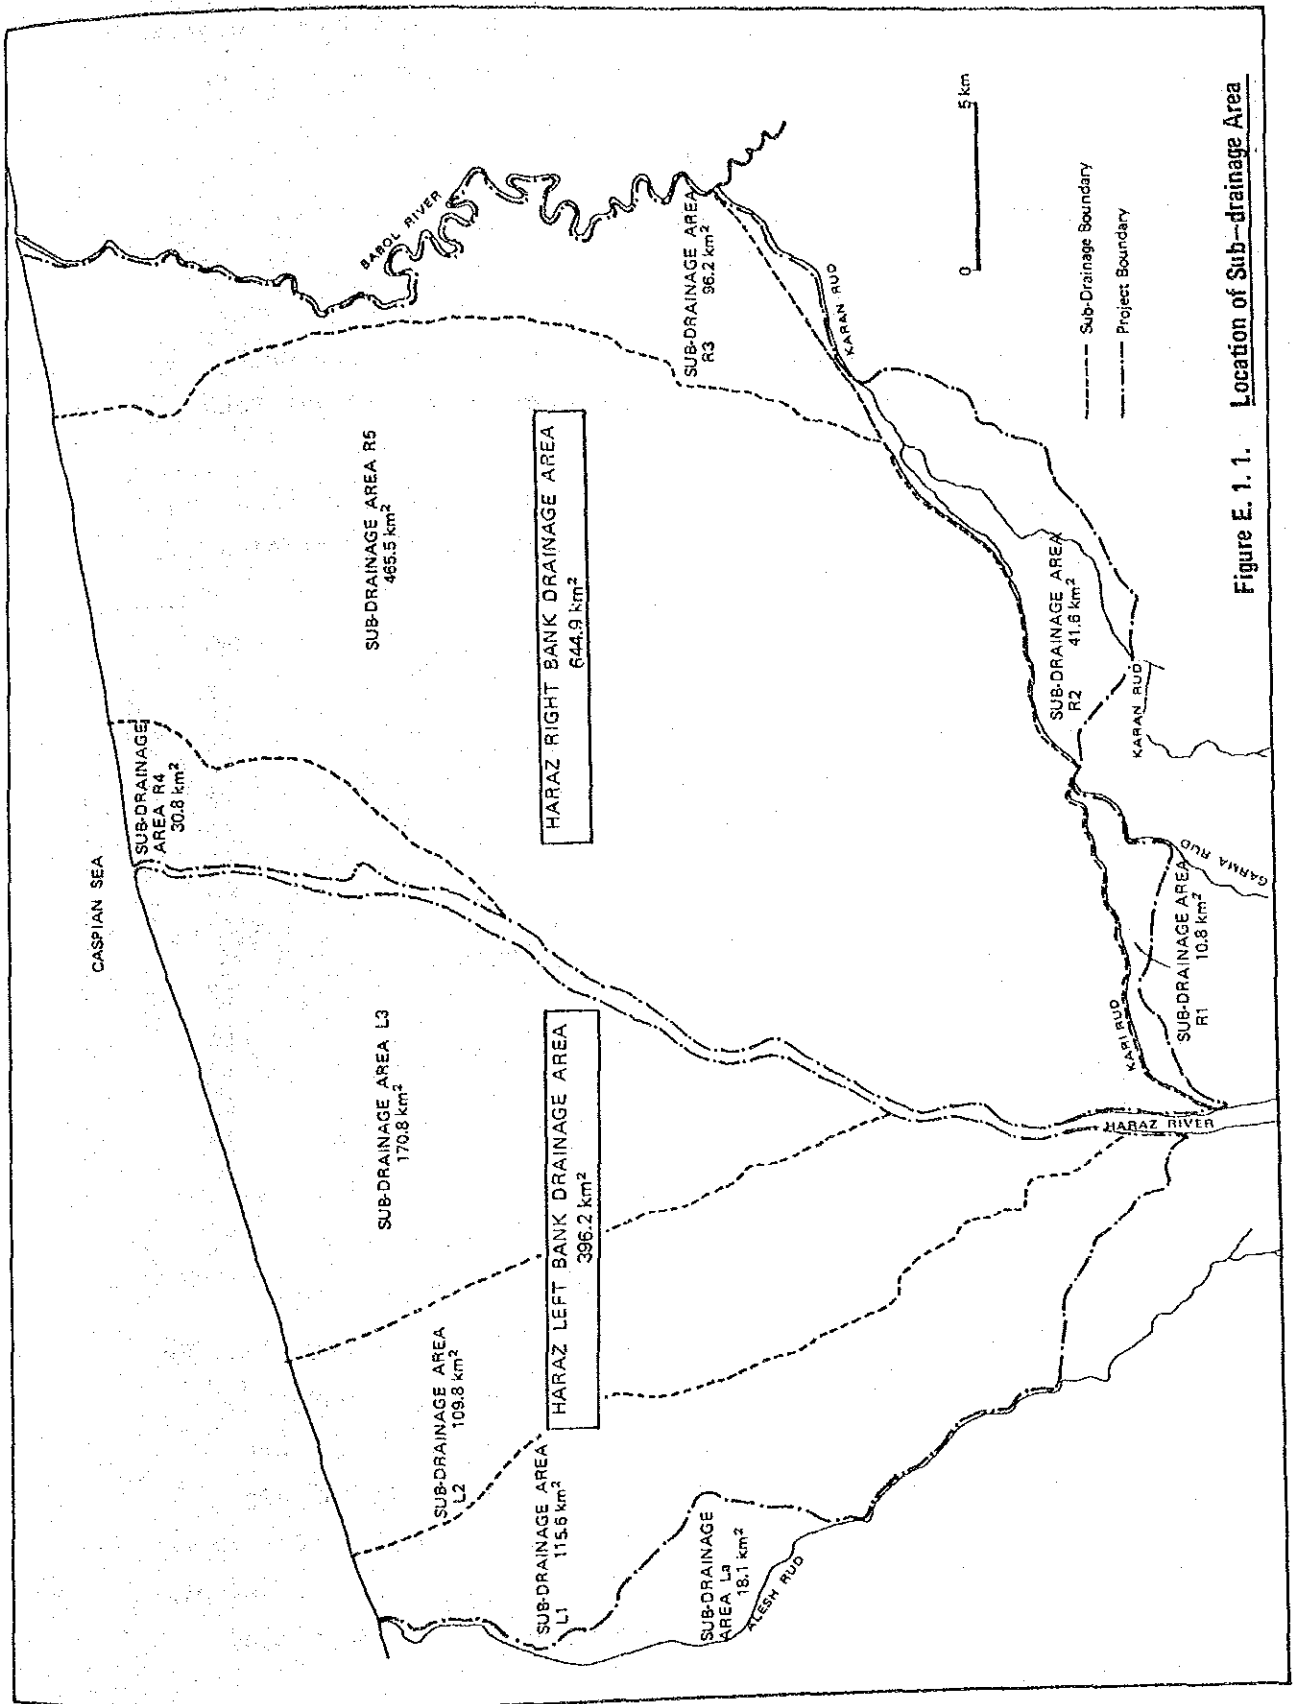 CASPIAN SEA
BABOL RIVER
SUB-DRAINAGE
AREA R4
30.8 km²
SUB-DRAINAGE AREA R5
465.5 km²
SUB-DRAINAGE AREA L3
170.8 km²
SUB-DRAINAGE AREA
L2 109.8 km²
SUB-DRAINAGE AREA
L1 115.6 km²
HARAZ LEFT BANK DRAINAGE AREA
396.2 km²
HARAZ RIGHT BANK DRAINAGE AREA
644.9 km²
SUB-DRAINAGE AREA
R3 96.2 km²
SUB-DRAINAGE
AREA La
18.1 km²
ALESH RUD
KARAN RUD
SUB-DRAINAGE AREA
R2 41.6 km²
KARAN RUD
GARMA RUD
KARI RUD
SUB-DRAINAGE AREA
R1 10.8 km²
HARAZ RIVER
0 5 km
Sub-Drainage Boundary
Project Boundary
Figure E. 1. 1. Location of Sub-drainage Area